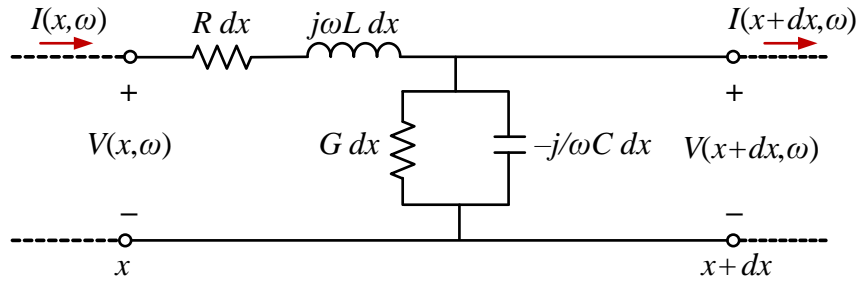 I(x,ω) R dx jωL dx I(x+dx,ω)
+ +
V(x,ω) G dx –j/ωC dx V(x+dx,ω)
– –
x x+dx